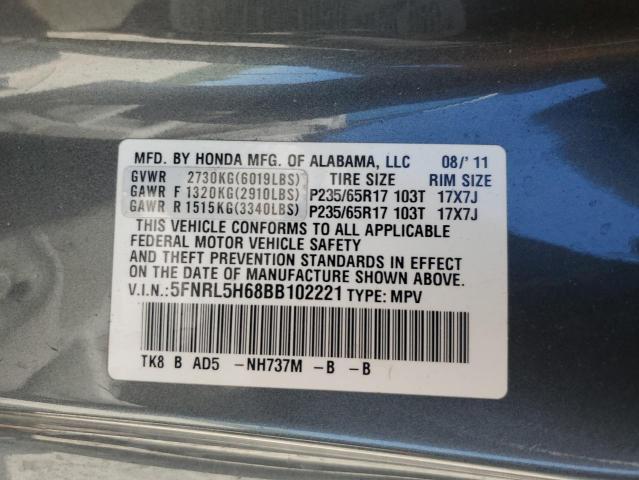 MFD. BY HONDA MFG. OF ALABAMA, LLC 08/'11
GVWR 2730KG(6019LBS) TIRE SIZE RIM SIZE
GAWR F 1320KG(2910LBS) P235/65R17 103T 17X7J
GAWR R 1515KG(3340LBS) P235/65R17 103T 17X7J
THIS VEHICLE CONFORMS TO ALL APPLICABLE
FEDERAL MOTOR VEHICLE SAFETY
AND THEFT PREVENTION STANDARDS IN EFFECT
ON THE DATE OF MANUFACTURE SHOWN ABOVE.
V.I.N.:5FNRL5H68BB102221 TYPE: MPV
TK8 B AD5 -NH737M -B -B